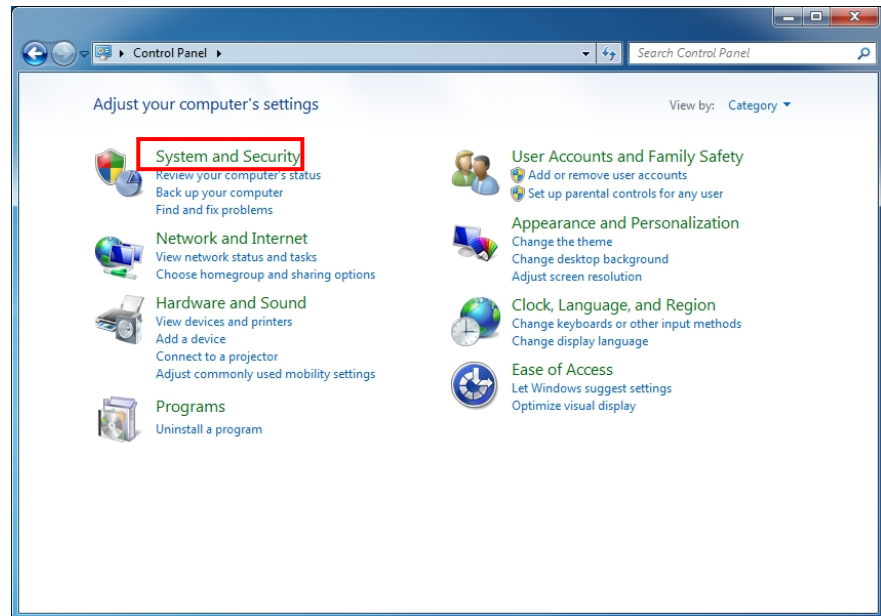 Control Panel
Search Control Panel
Adjust your computer's settings
View by: Category
System and Security
Review your computer's status
Back up your computer
Find and fix problems
Network and Internet
View network status and tasks
Choose homegroup and sharing options
Hardware and Sound
View devices and printers
Add a device
Connect to a projector
Adjust commonly used mobility settings
Programs
Uninstall a program
User Accounts and Family Safety
Add or remove user accounts
Set up parental controls for any user
Appearance and Personalization
Change the theme
Change desktop background
Adjust screen resolution
Clock, Language, and Region
Change keyboards or other input methods
Change display language
Ease of Access
Let Windows suggest settings
Optimize visual display